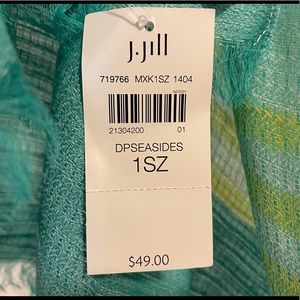 J.Jill
719766 MXK1SZ 1404
21304200 01
DPSEASIDES
1SZ
$49.00